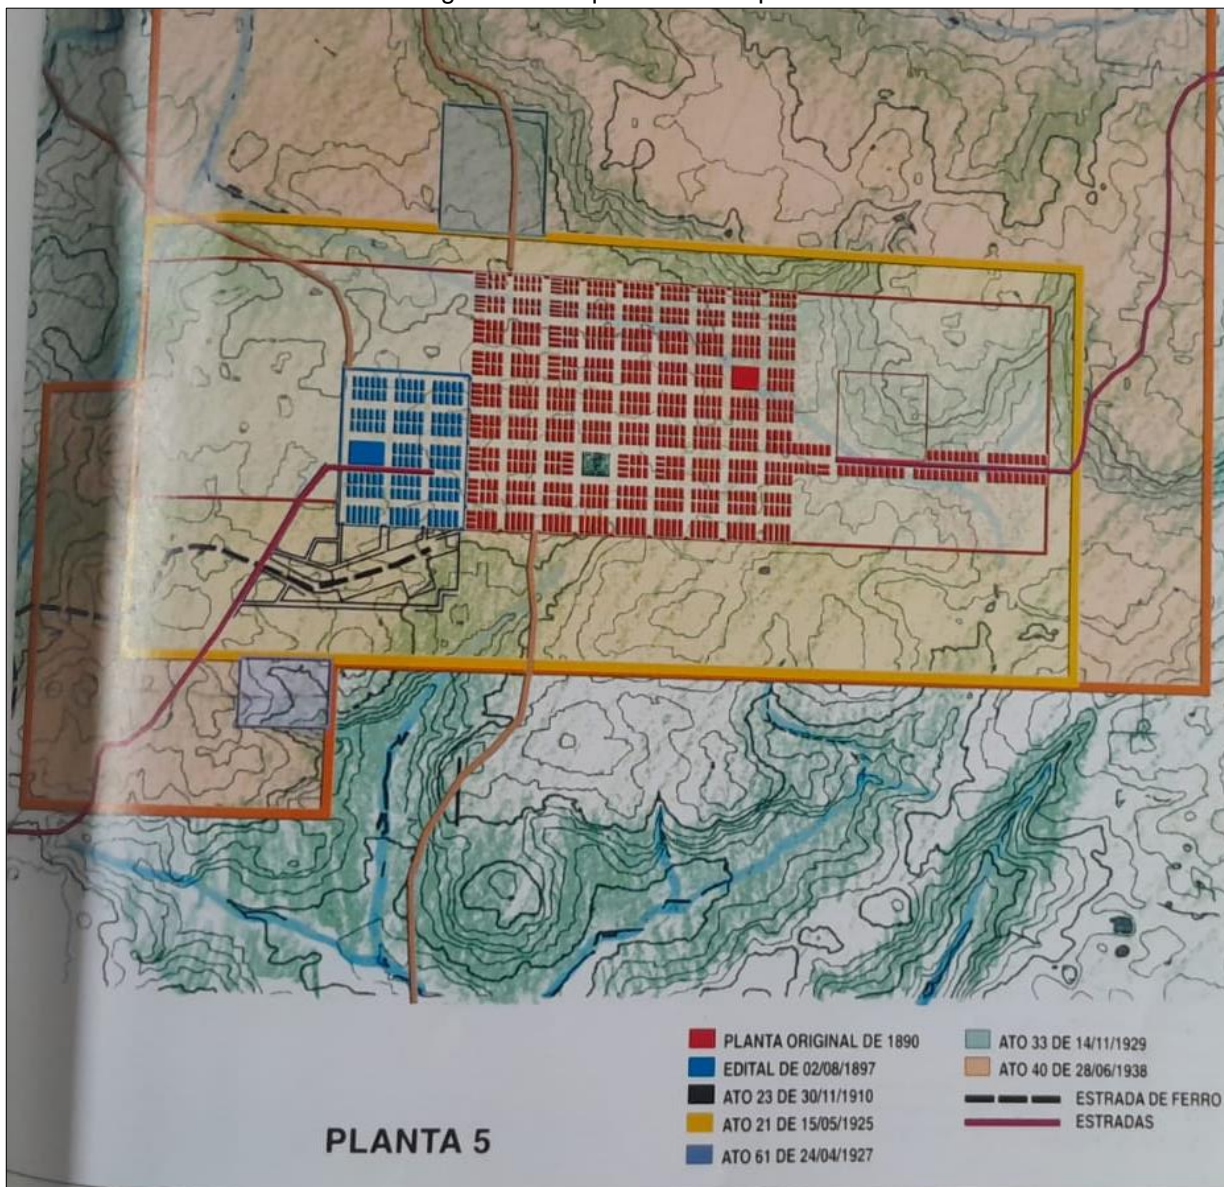 PLANTA 5
PLANTA ORIGINAL DE 1890
EDITAL DE 02/08/1897
ATO 23 DE 30/11/1910
ATO 21 DE 15/05/1925
ATO 61 DE 24/04/1927
ATO 33 DE 14/11/1929
ATO 40 DE 28/06/1938
ESTRADA DE FERRO
ESTRADAS